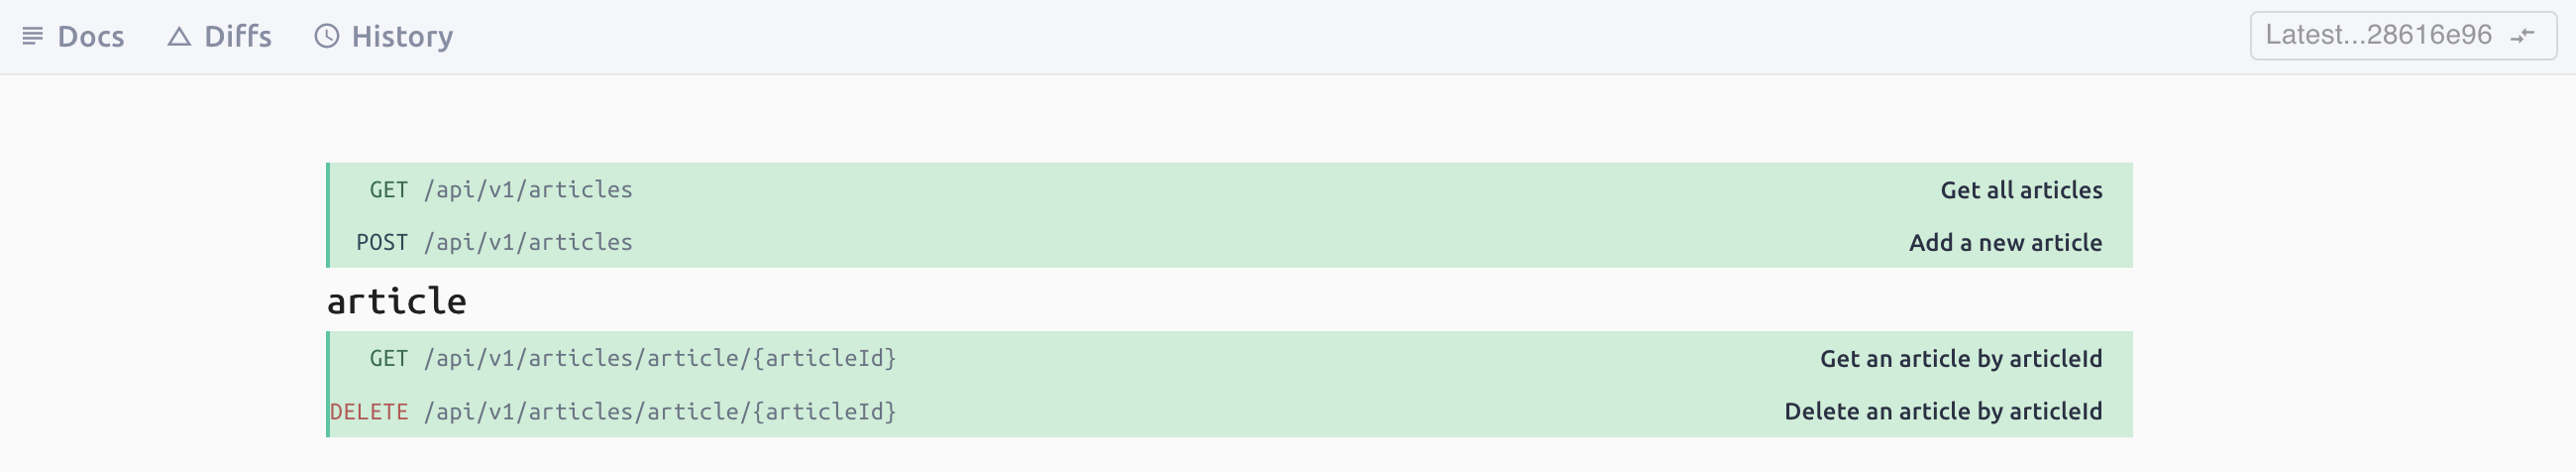 Docs Diffs History Latest...28616e96
GET /api/v1/articles Get all articles
POST /api/v1/articles Add a new article
article
GET /api/v1/articles/article/{articleId} Get an article by articleId
DELETE /api/v1/articles/article/{articleId} Delete an article by articleId